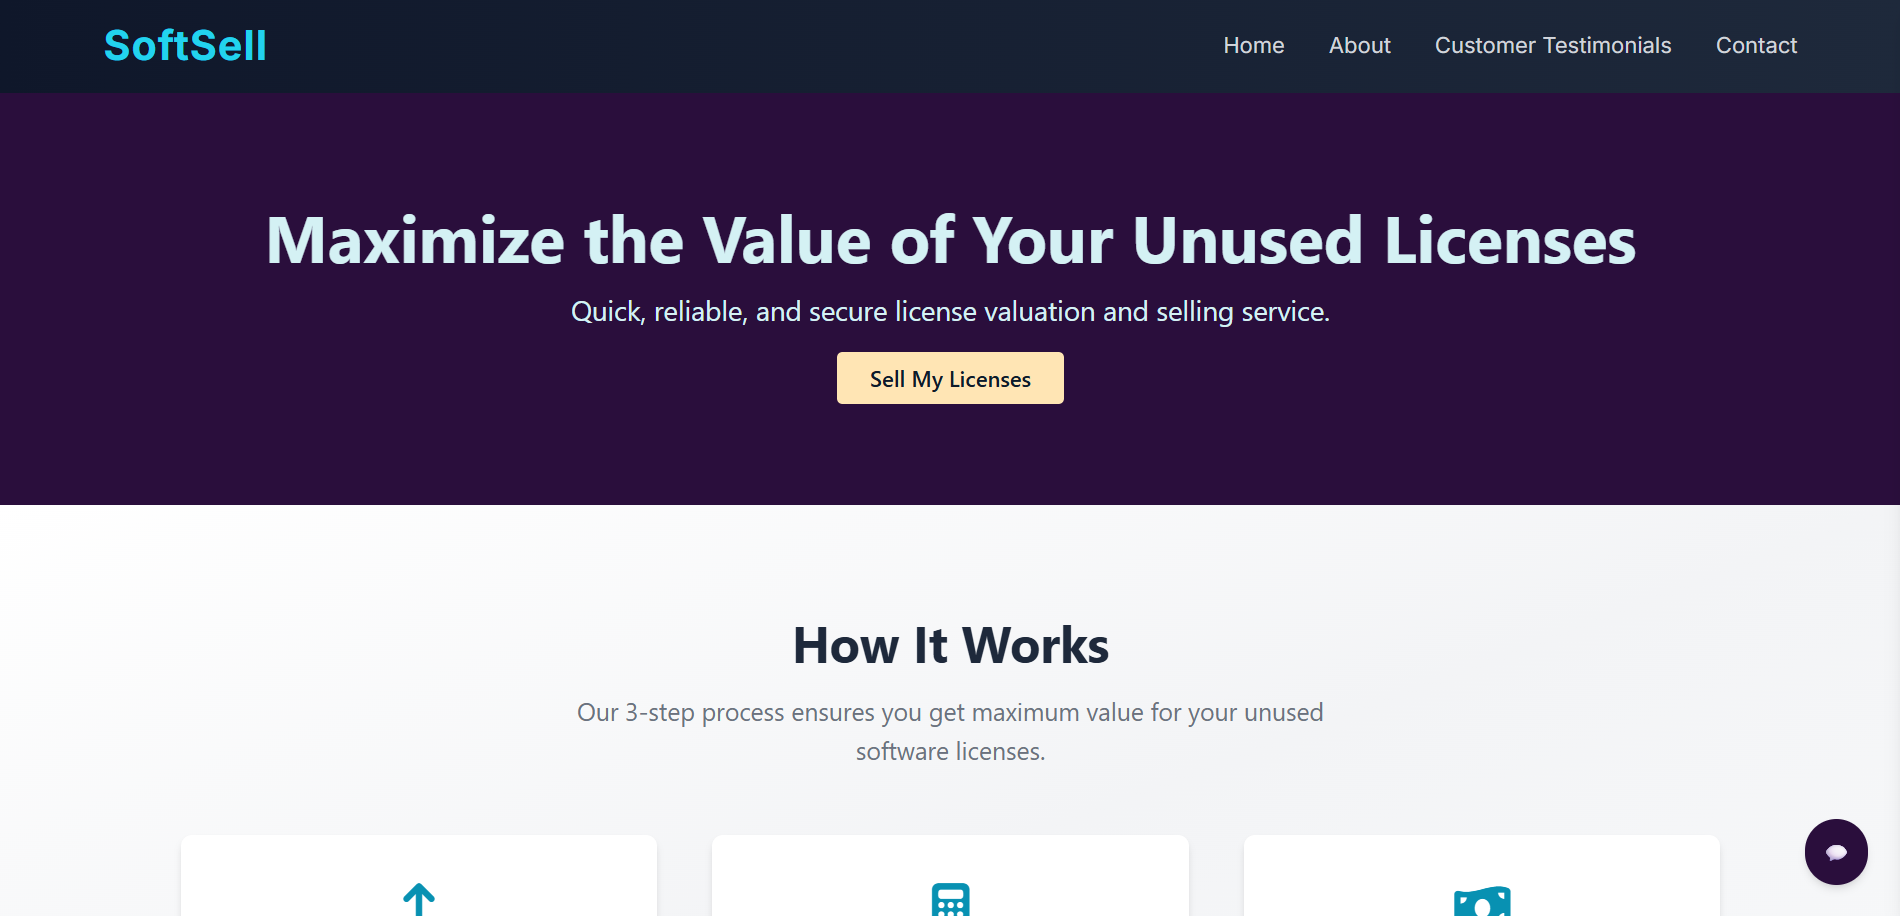 SoftSell
Home
About
Customer Testimonials
Contact
Maximize the Value of Your Unused Licenses
Quick, reliable, and secure license valuation and selling service.
Sell My Licenses
How It Works
Our 3-step process ensures you get maximum value for your unused
software licenses.